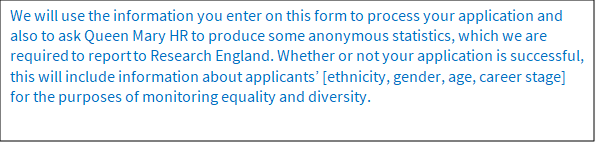 We will use the information you enter on this form to process your application and
also to ask Queen Mary HR to produce some anonymous statistics, which we are
required to report to Research England. Whether or not your application is successful,
this will include information about applicants’ [ethnicity, gender, age, career stage]
for the purposes of monitoring equality and diversity.